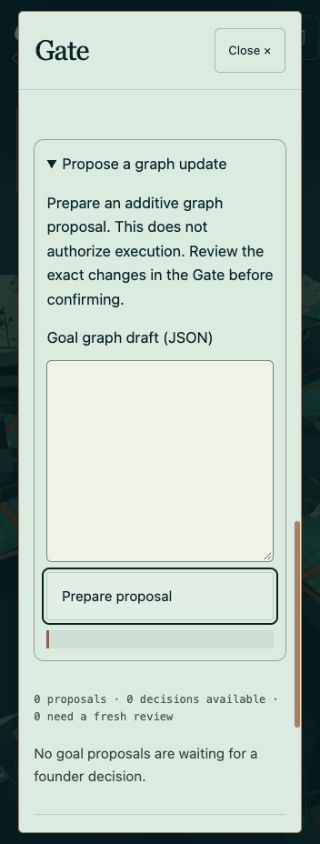 Gate
Close ×
▼ Propose a graph update
Prepare an additive graph
proposal. This does not
authorize execution. Review the
exact changes in the Gate before
confirming.
Goal graph draft (JSON)
Prepare proposal
0 proposals · 0 decisions available ·
0 need a fresh review
No goal proposals are waiting for a
founder decision.